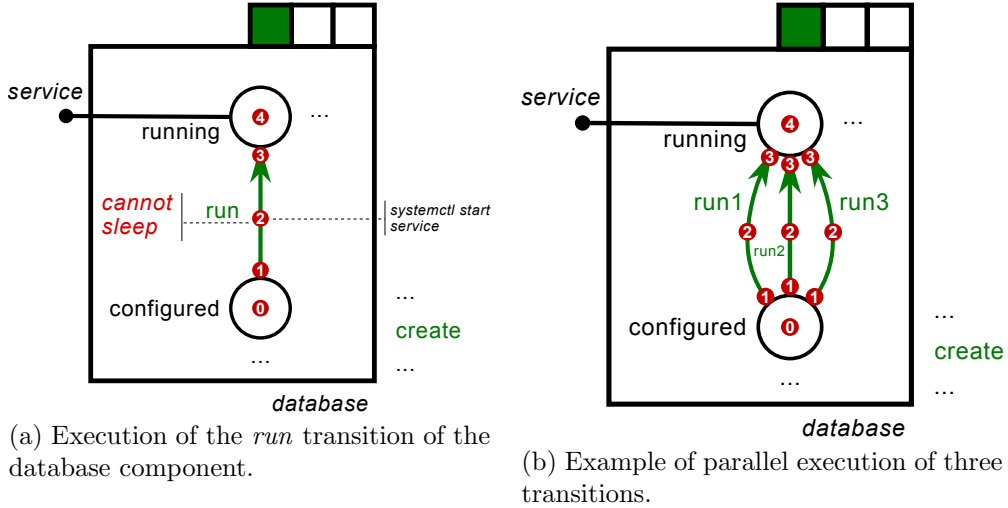 service
4
...
running
3
cannot
sleep
run
2
systemctl start
service
1
configured
0
...
create
...
...
database
(a) Execution of the run transition of the
database component.
service
4
...
running
3
3
3
run1
run3
2
2
2
run2
1
1
1
configured
0
...
create
...
...
database
(b) Example of parallel execution of three
transitions.